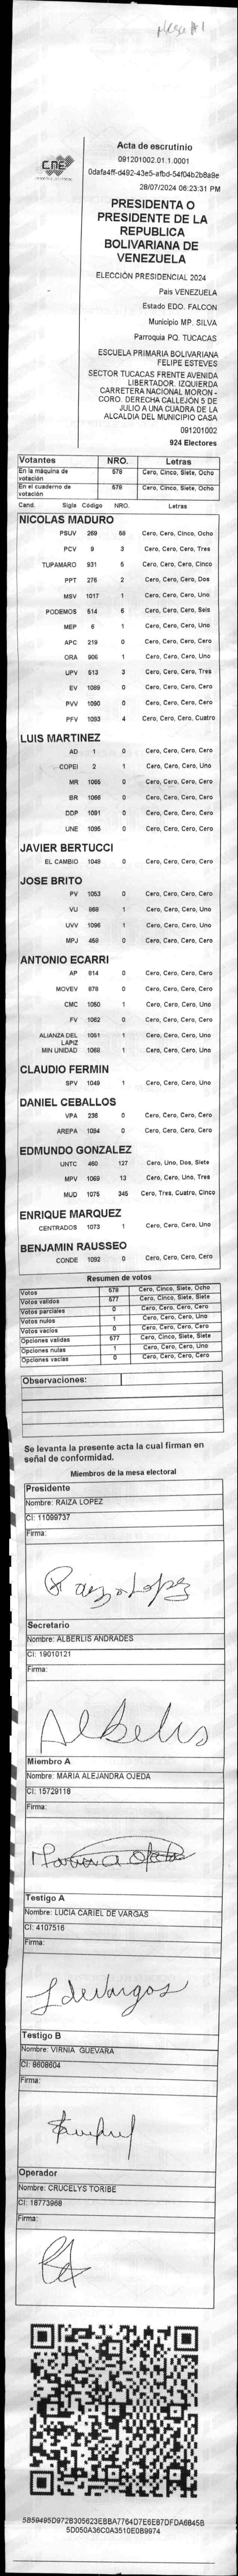 Mesa #1
CNE
Acta de escrutinio
091201002.01.1.0001
0dafa4ff-d492-43e5-afbd-54f04b2b8a9e
28/07/2024 06:23:31 PM
PRESIDENTA O
PRESIDENTE DE LA
REPUBLICA
BOLIVARIANA DE
VENEZUELA
ELECCIÓN PRESIDENCIAL 2024
Pais VENEZUELA
Estado EDO. FALCON
Municipio MP. SILVA
Parroquia PQ. TUCACAS
ESCUELA PRIMARIA BOLIVARIANA
FELIPE ESTEVES
SECTOR TUCACAS FRENTE AVENIDA
LIBERTADOR. IZQUIERDA
CARRETERA NACIONAL MORON -
CORO. DERECHA CALLEJÓN 5 DE
JULIO A UNA CUADRA DE LA
ALCALDIA DEL MUNICIPIO CASA
091201002
924 Electores
Votantes NRO. Letras
En la máquina de votación 578 Cero, Cinco, Siete, Ocho
En el cuaderno de votación 578 Cero, Cinco, Siete, Ocho
Cand. Sigla Código NRO. Letras
NICOLAS MADURO
PSUV 269 58 Cero, Cero, Cinco, Ocho
PCV 9 3 Cero, Cero, Cero, Tres
TUPAMARO 931 5 Cero, Cero, Cero, Cinco
PPT 276 2 Cero, Cero, Cero, Dos
MSV 1017 1 Cero, Cero, Cero, Uno
PODEMOS 514 6 Cero, Cero, Cero, Seis
MEP 6 1 Cero, Cero, Cero, Uno
APC 219 0 Cero, Cero, Cero, Cero
ORA 906 1 Cero, Cero, Cero, Uno
UPV 513 3 Cero, Cero, Cero, Tres
EV 1089 0 Cero, Cero, Cero, Cero
PVV 1090 0 Cero, Cero, Cero, Cero
PFV 1093 4 Cero, Cero, Cero, Cuatro
LUIS MARTINEZ
AD 1 0 Cero, Cero, Cero, Cero
COPEI 2 1 Cero, Cero, Cero, Uno
MR 1065 0 Cero, Cero, Cero, Cero
BR 1066 0 Cero, Cero, Cero, Cero
DDP 1091 0 Cero, Cero, Cero, Cero
UNE 1095 0 Cero, Cero, Cero, Cero
JAVIER BERTUCCI
EL CAMBIO 1048 0 Cero, Cero, Cero, Cero
JOSE BRITO
PV 1053 0 Cero, Cero, Cero, Cero
VU 969 1 Cero, Cero, Cero, Uno
UVV 1096 1 Cero, Cero, Cero, Uno
MPJ 459 0 Cero, Cero, Cero, Cero
ANTONIO ECARRI
AP 814 0 Cero, Cero, Cero, Cero
MOVEV 878 0 Cero, Cero, Cero, Cero
CMC 1050 1 Cero, Cero, Cero, Uno
FV 1062 0 Cero, Cero, Cero, Cero
ALIANZA DEL LAPIZ 1061 1 Cero, Cero, Cero, Uno
MIN UNIDAD 1068 1 Cero, Cero, Cero, Uno
CLAUDIO FERMIN
SPV 1049 1 Cero, Cero, Cero, Uno
DANIEL CEBALLOS
VPA 236 0 Cero, Cero, Cero, Cero
AREPA 1094 0 Cero, Cero, Cero, Cero
EDMUNDO GONZALEZ
UNTC 460 127 Cero, Uno, Dos, Siete
MPV 1069 13 Cero, Cero, Uno, Tres
MUD 1075 345 Cero, Tres, Cuatro, Cinco
ENRIQUE MARQUEZ
CENTRADOS 1073 1 Cero, Cero, Cero, Uno
BENJAMIN RAUSSEO
CONDE 1092 0 Cero, Cero, Cero, Cero
Resumen de votos
Votos 578 Cero, Cinco, Siete, Ocho
Votos validos 577 Cero, Cinco, Siete, Siete
Votos parciales 0 Cero, Cero, Cero, Cero
Votos nulos 1 Cero, Cero, Cero, Uno
Votos vacios 0 Cero, Cero, Cero, Cero
Opciones validas 577 Cero, Cinco, Siete, Siete
Opciones nulas 1 Cero, Cero, Cero, Uno
Opciones vacias 0 Cero, Cero, Cero, Cero
Observaciones:
Se levanta la presente acta la cual firman en
señal de conformidad.
Miembros de la mesa electoral
Presidente
Nombre: RAIZA LOPEZ
CI: 11099737
Firma:
Raiza Lopez
Secretario
Nombre: ALBERLIS ANDRADES
CI: 19010121
Firma:
Miembro A
Nombre: MARIA ALEJANDRA OJEDA
CI: 15729118
Firma:
Testigo A
Nombre: LUCIA CARIEL DE VARGAS
CI: 4107516
Firma:
L de Vargas
Testigo B
Nombre: VIRNIA GUEVARA
CI: 8608604
Firma:
Operador
Nombre: CRUCELYS TORIBE
CI: 18773968
Firma:
5B59495D972B305623EBBA7764D7E6E87DFDA6845B
5D050A36C0A3510E0B9974